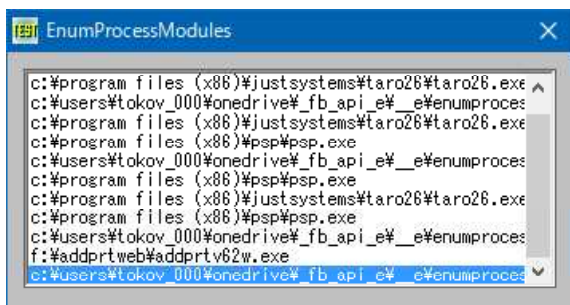 TEST EnumProcessModules
c:¥program files (x86)¥justsystems¥taro26¥taro26.exe
c:¥users¥tokov_000¥onedrive¥_fb_api_e¥__e¥enumproces
c:¥program files (x86)¥justsystems¥taro26¥taro26.exe
c:¥program files (x86)¥psp¥psp.exe
c:¥users¥tokov_000¥onedrive¥_fb_api_e¥__e¥enumproces
c:¥program files (x86)¥psp¥psp.exe
c:¥program files (x86)¥justsystems¥taro26¥taro26.exe
c:¥program files (x86)¥psp¥psp.exe
c:¥users¥tokov_000¥onedrive¥_fb_api_e¥__e¥enumproces
f:¥addprtweb¥addprtv62w.exe
c:¥users¥tokov_000¥onedrive¥_fb_api_e¥__e¥enumproces